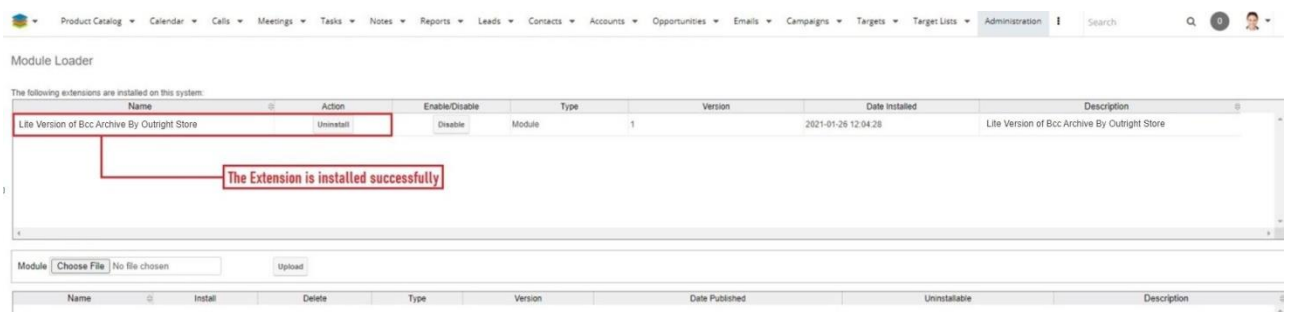 Product Catalog Calendar Calls Meetings Tasks Notes Reports Leads Contacts Accounts Opportunities Emails Campaigns Targets Target Lists Administration Search 0
Module Loader
The following extensions are installed on this system:
Name Action Enable/Disable Type Version Date Installed Description
Lite Version of Bcc Archive By Outright Store Uninstall Disable Module 1 2021-01-26 12:04:28 Lite Version of Bcc Archive By Outright Store
The Extension is installed successfully
Module Choose File No file chosen Upload
Name Install Delete Type Version Date Published Uninstallable Description